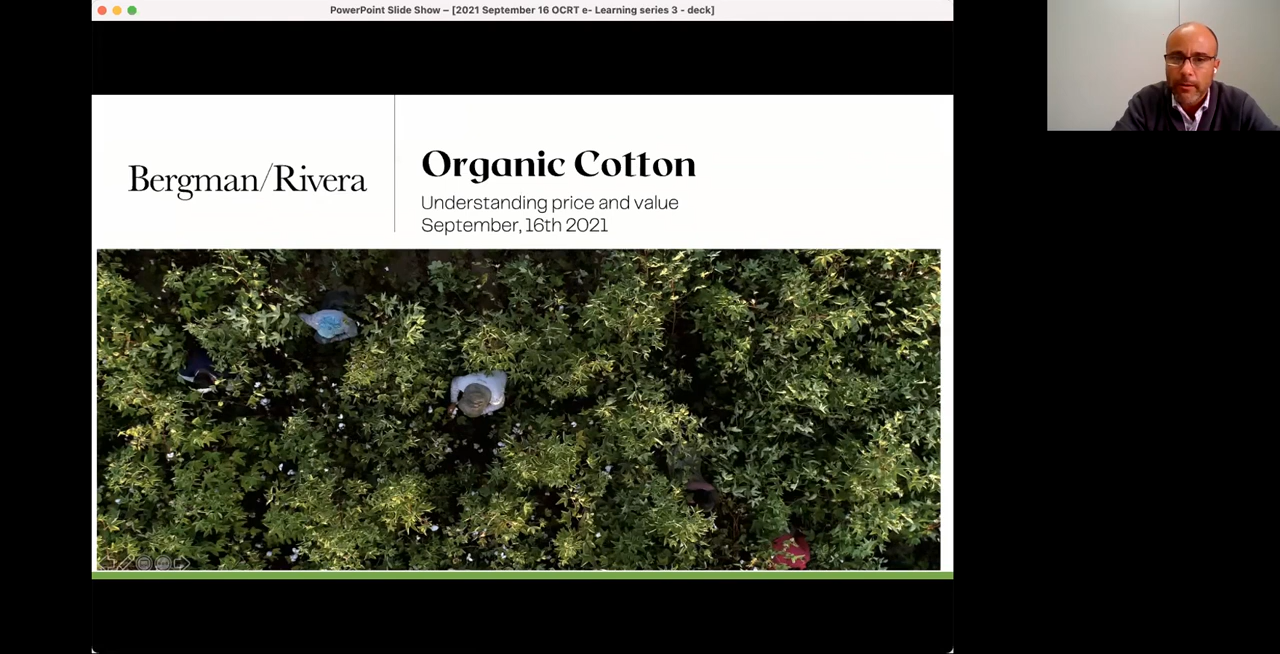 PowerPoint Slide Show – [2021 September 16 OCRT e- Learning series 3 - deck]
Bergman/Rivera
Organic Cotton
Understanding price and value
September, 16th 2021